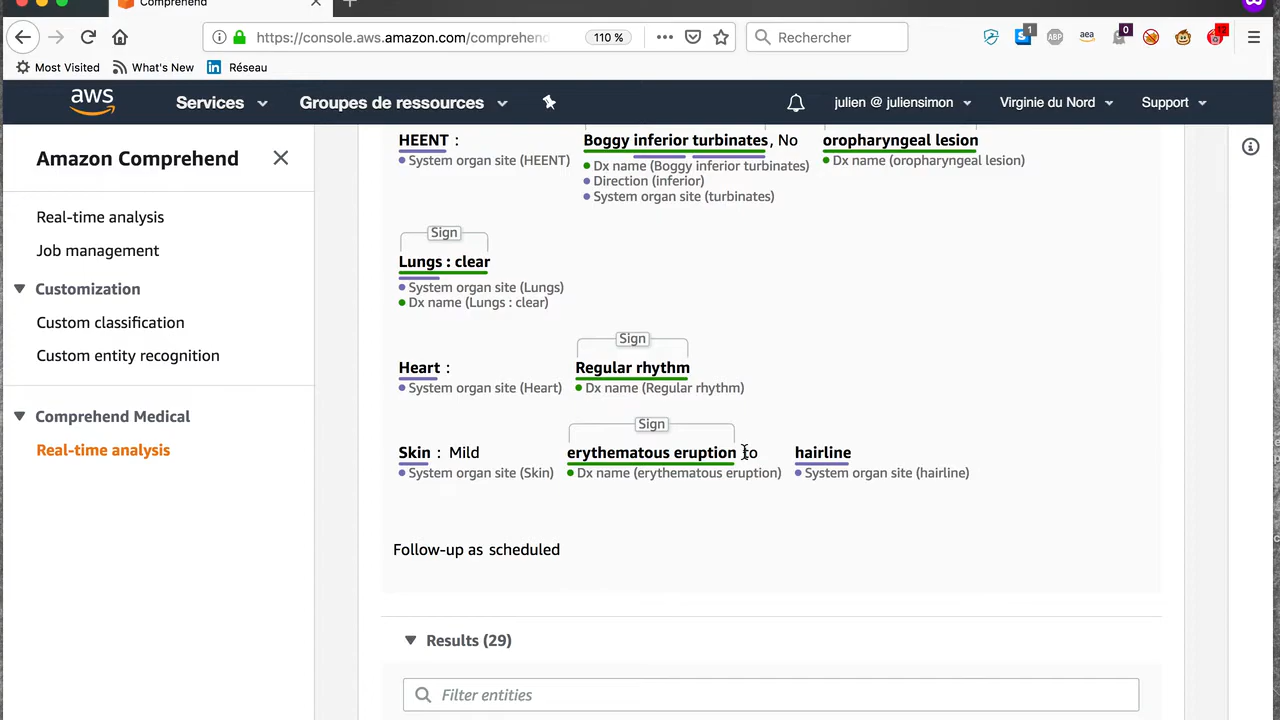 Comprehend
https://console.aws.amazon.com/comprehend
110 %
Rechercher
1
ABP
aea
0
12
Most Visited
What's New
Réseau
aws
Services
Groupes de ressources
julien @ juliensimon
Virginie du Nord
Support
Amazon Comprehend
Real-time analysis
Job management
Customization
Custom classification
Custom entity recognition
Comprehend Medical
Real-time analysis
HEENT : Boggy inferior turbinates, No oropharyngeal lesion
System organ site (HEENT) Dx name (Boggy inferior turbinates) Dx name (oropharyngeal lesion)
Direction (inferior)
System organ site (turbinates)
Sign
Lungs : clear
System organ site (Lungs)
Dx name (Lungs : clear)
Sign
Heart : Regular rhythm
System organ site (Heart) Dx name (Regular rhythm)
Sign
Skin : Mild erythematous eruption to hairline
System organ site (Skin) Dx name (erythematous eruption) System organ site (hairline)
Follow-up as scheduled
Results (29)
Filter entities